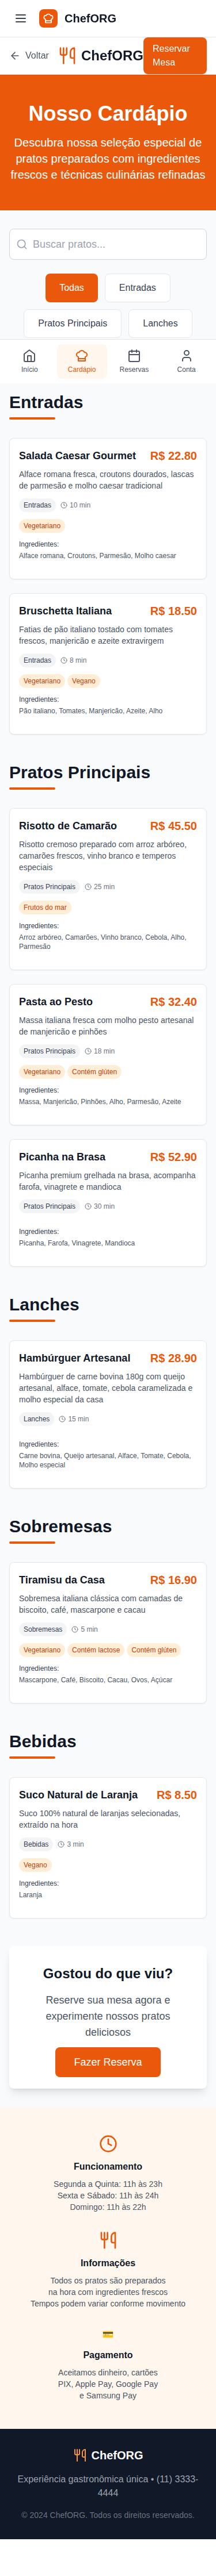 ChefORG
Voltar
ChefORG
Reservar
Mesa
Nosso Cardápio
Descubra nossa seleção especial de
pratos preparados com ingredientes
frescos e técnicas culinárias refinadas
Buscar pratos...
Todas
Entradas
Pratos Principais
Lanches
Início
Cardápio
Reservas
Conta
Entradas
Salada Caesar Gourmet
R$ 22.80
Alface romana fresca, croutons dourados, lascas
de parmesão e molho caesar tradicional
Entradas
10 min
Vegetariano
Ingredientes:
Alface romana, Croutons, Parmesão, Molho caesar
Bruschetta Italiana
R$ 18.50
Fatias de pão italiano tostado com tomates
frescos, manjericão e azeite extravirgem
Entradas
8 min
Vegetariano
Vegano
Ingredientes:
Pão italiano, Tomates, Manjericão, Azeite, Alho
Pratos Principais
Risotto de Camarão
R$ 45.50
Risotto cremoso preparado com arroz arbóreo,
camarões frescos, vinho branco e temperos
especiais
Pratos Principais
25 min
Frutos do mar
Ingredientes:
Arroz arbóreo, Camarões, Vinho branco, Cebola, Alho,
Parmesão
Pasta ao Pesto
R$ 32.40
Massa italiana fresca com molho pesto artesanal
de manjericão e pinhões
Pratos Principais
18 min
Vegetariano
Contém glúten
Ingredientes:
Massa, Manjericão, Pinhões, Alho, Parmesão, Azeite
Picanha na Brasa
R$ 52.90
Picanha premium grelhada na brasa, acompanha
farofa, vinagrete e mandioca
Pratos Principais
30 min
Ingredientes:
Picanha, Farofa, Vinagrete, Mandioca
Lanches
Hambúrguer Artesanal
R$ 28.90
Hambúrguer de carne bovina 180g com queijo
artesanal, alface, tomate, cebola caramelizada e
molho especial da casa
Lanches
15 min
Ingredientes:
Carne bovina, Queijo artesanal, Alface, Tomate, Cebola,
Molho especial
Sobremesas
Tiramisu da Casa
R$ 16.90
Sobremesa italiana clássica com camadas de
biscoito, café, mascarpone e cacau
Sobremesas
5 min
Vegetariano
Contém lactose
Contém glúten
Ingredientes:
Mascarpone, Café, Biscoito, Cacau, Ovos, Açúcar
Bebidas
Suco Natural de Laranja
R$ 8.50
Suco 100% natural de laranjas selecionadas,
extraído na hora
Bebidas
3 min
Vegano
Ingredientes:
Laranja
Gostou do que viu?
Reserve sua mesa agora e
experimente nossos pratos
deliciosos
Fazer Reserva
Funcionamento
Segunda a Quinta: 11h às 23h
Sexta e Sábado: 11h às 24h
Domingo: 11h às 22h
Informações
Todos os pratos são preparados
na hora com ingredientes frescos
Tempos podem variar conforme movimento
Pagamento
Aceitamos dinheiro, cartões
PIX, Apple Pay, Google Pay
e Samsung Pay
ChefORG
Experiência gastronômica única • (11) 3333-
4444
© 2024 ChefORG. Todos os direitos reservados.